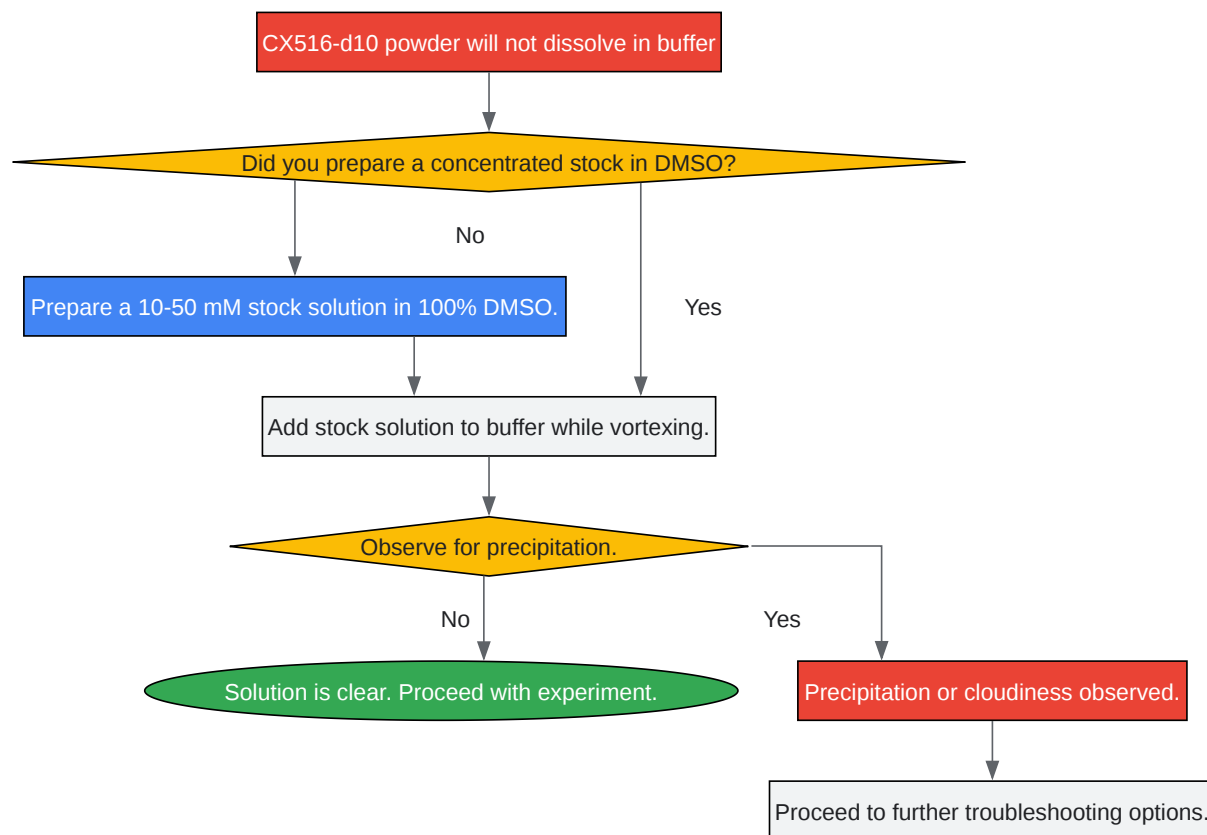 CX516-d10 powder will not dissolve in buffer
Did you prepare a concentrated stock in DMSO?
No
Prepare a 10-50 mM stock solution in 100% DMSO.
Yes
Add stock solution to buffer while vortexing.
Observe for precipitation.
No
Yes
Solution is clear. Proceed with experiment.
Precipitation or cloudiness observed.
Proceed to further troubleshooting options.